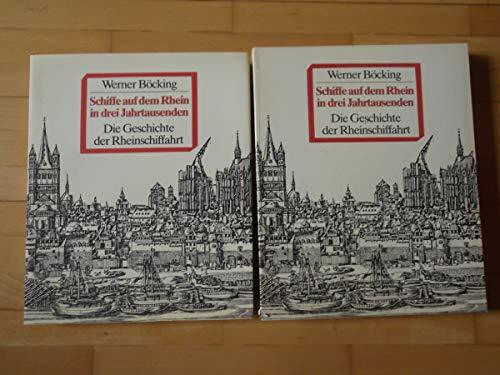 Werner Böcking
Schiffe auf dem Rhein
in drei Jahrtausenden
Die Geschichte
der Rheinschiffahrt
Werner Böcking
Schiffe auf dem Rhein
in drei Jahrtausenden
Die Geschichte
der Rheinschiffahrt